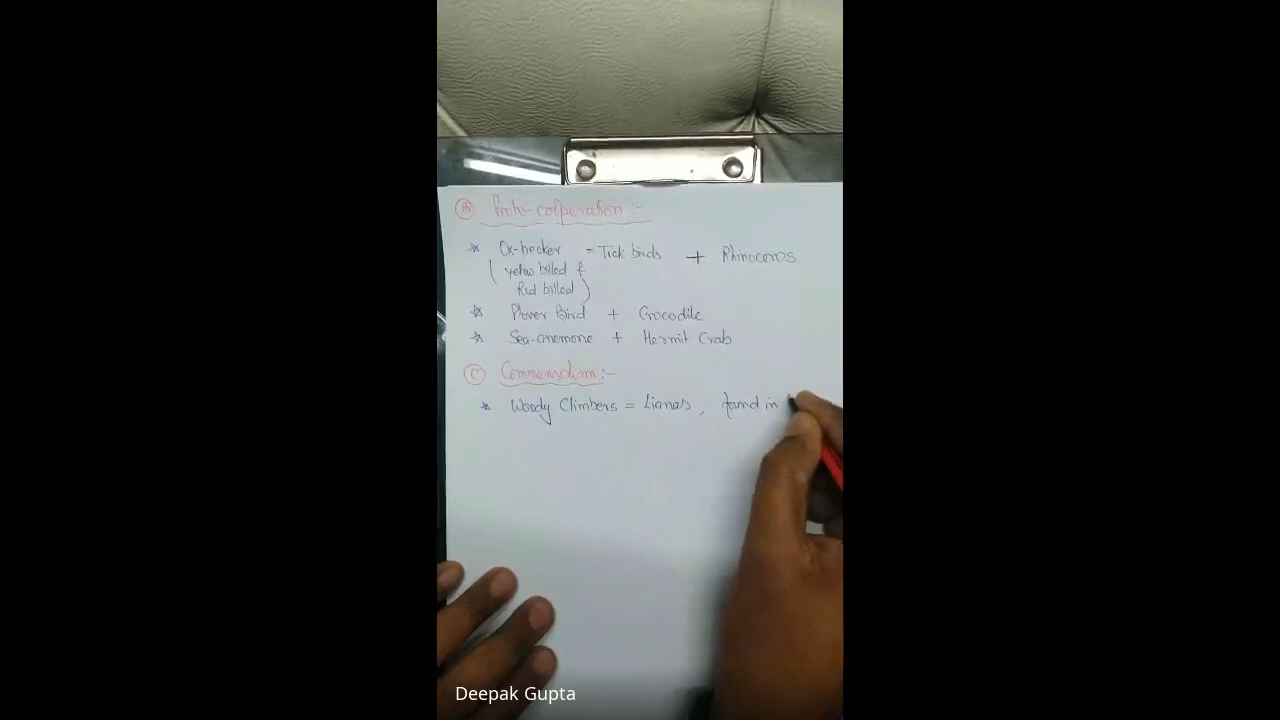 (B) Proto-cooperation :-
* Ox-pecker = Tick birds + Rhinoceros
( yellow billed &
Red billed )
* Plover Bird + Crocodile
* Sea-anemone + Hermit Crab
(C) Commensalism :-
* Woody Climbers = Lianas, found in
Deepak Gupta